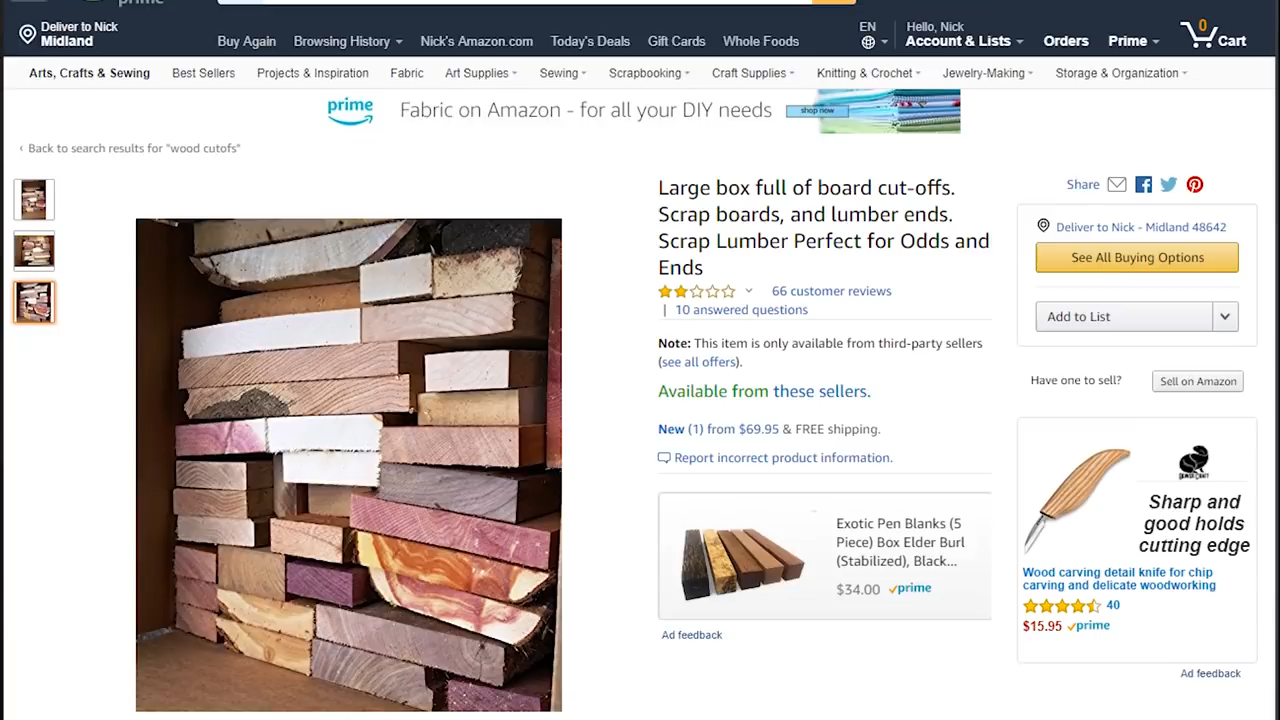 prime
Deliver to Nick
Midland
Buy Again
Browsing History
Nick's Amazon.com
Today's Deals
Gift Cards
Whole Foods
EN
Hello, Nick
Account & Lists
Orders
Prime
0
Cart
Arts, Crafts & Sewing
Best Sellers
Projects & Inspiration
Fabric
Art Supplies
Sewing
Scrapbooking
Craft Supplies
Knitting & Crochet
Jewelry-Making
Storage & Organization
prime
Fabric on Amazon - for all your DIY needs
shop now
‹ Back to search results for "wood cutofs"
Large box full of board cut-offs.
Scrap boards, and lumber ends.
Scrap Lumber Perfect for Odds and
Ends
66 customer reviews
| 10 answered questions
Note: This item is only available from third-party sellers
(see all offers).
Available from these sellers.
New (1) from $69.95 & FREE shipping.
Report incorrect product information.
Exotic Pen Blanks (5
Piece) Box Elder Burl
(Stabilized), Black...
$34.00 prime
Ad feedback
Share
Deliver to Nick - Midland 48642
See All Buying Options
Add to List
Have one to sell?
Sell on Amazon
Sharp and
good holds
cutting edge
Wood carving detail knife for chip
carving and delicate woodworking
40
$15.95 prime
Ad feedback